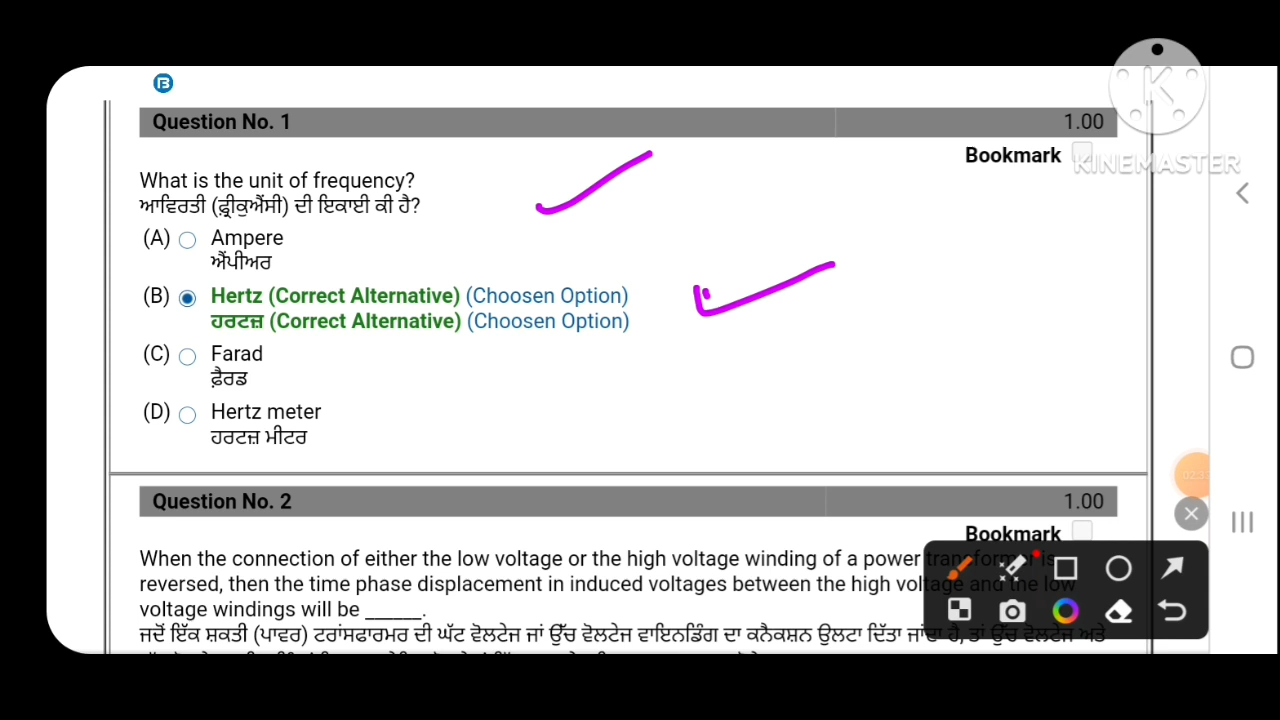 Question No. 1 1.00
Bookmark
KINEMASTER
What is the unit of frequency?
ਆਵਿਰਤੀ (ਫ਼੍ਰੀਕੁਐਂਸੀ) ਦੀ ਇਕਾਈ ਕੀ ਹੈ?
(A) Ampere
ਐਂਪੀਅਰ
(B) Hertz (Correct Alternative) (Choosen Option)
ਹਰਟਜ਼ (Correct Alternative) (Choosen Option)
(C) Farad
ਫ਼ੈਰਡ
(D) Hertz meter
ਹਰਟਜ਼ ਮੀਟਰ
Question No. 2 1.00
Bookmark
When the connection of either the low voltage or the high voltage winding of a power transformer is
reversed, then the time phase displacement in induced voltages between the high voltage and the low
voltage windings will be ______.
ਜਦੋਂ ਇੱਕ ਸ਼ਕਤੀ (ਪਾਵਰ) ਟਰਾਂਸਫਾਰਮਰ ਦੀ ਘੱਟ ਵੋਲਟੇਜ ਜਾਂ ਉੱਚ ਵੋਲਟੇਜ ਵਾਇਨਡਿੰਗ ਦਾ ਕਨੈਕਸ਼ਨ ਉਲਟਾ ਦਿੱਤਾ ਜਾਂਦਾ ਹੈ, ਤਾਂ ਉੱਚ ਵੋਲਟੇਜ ਅਤੇ